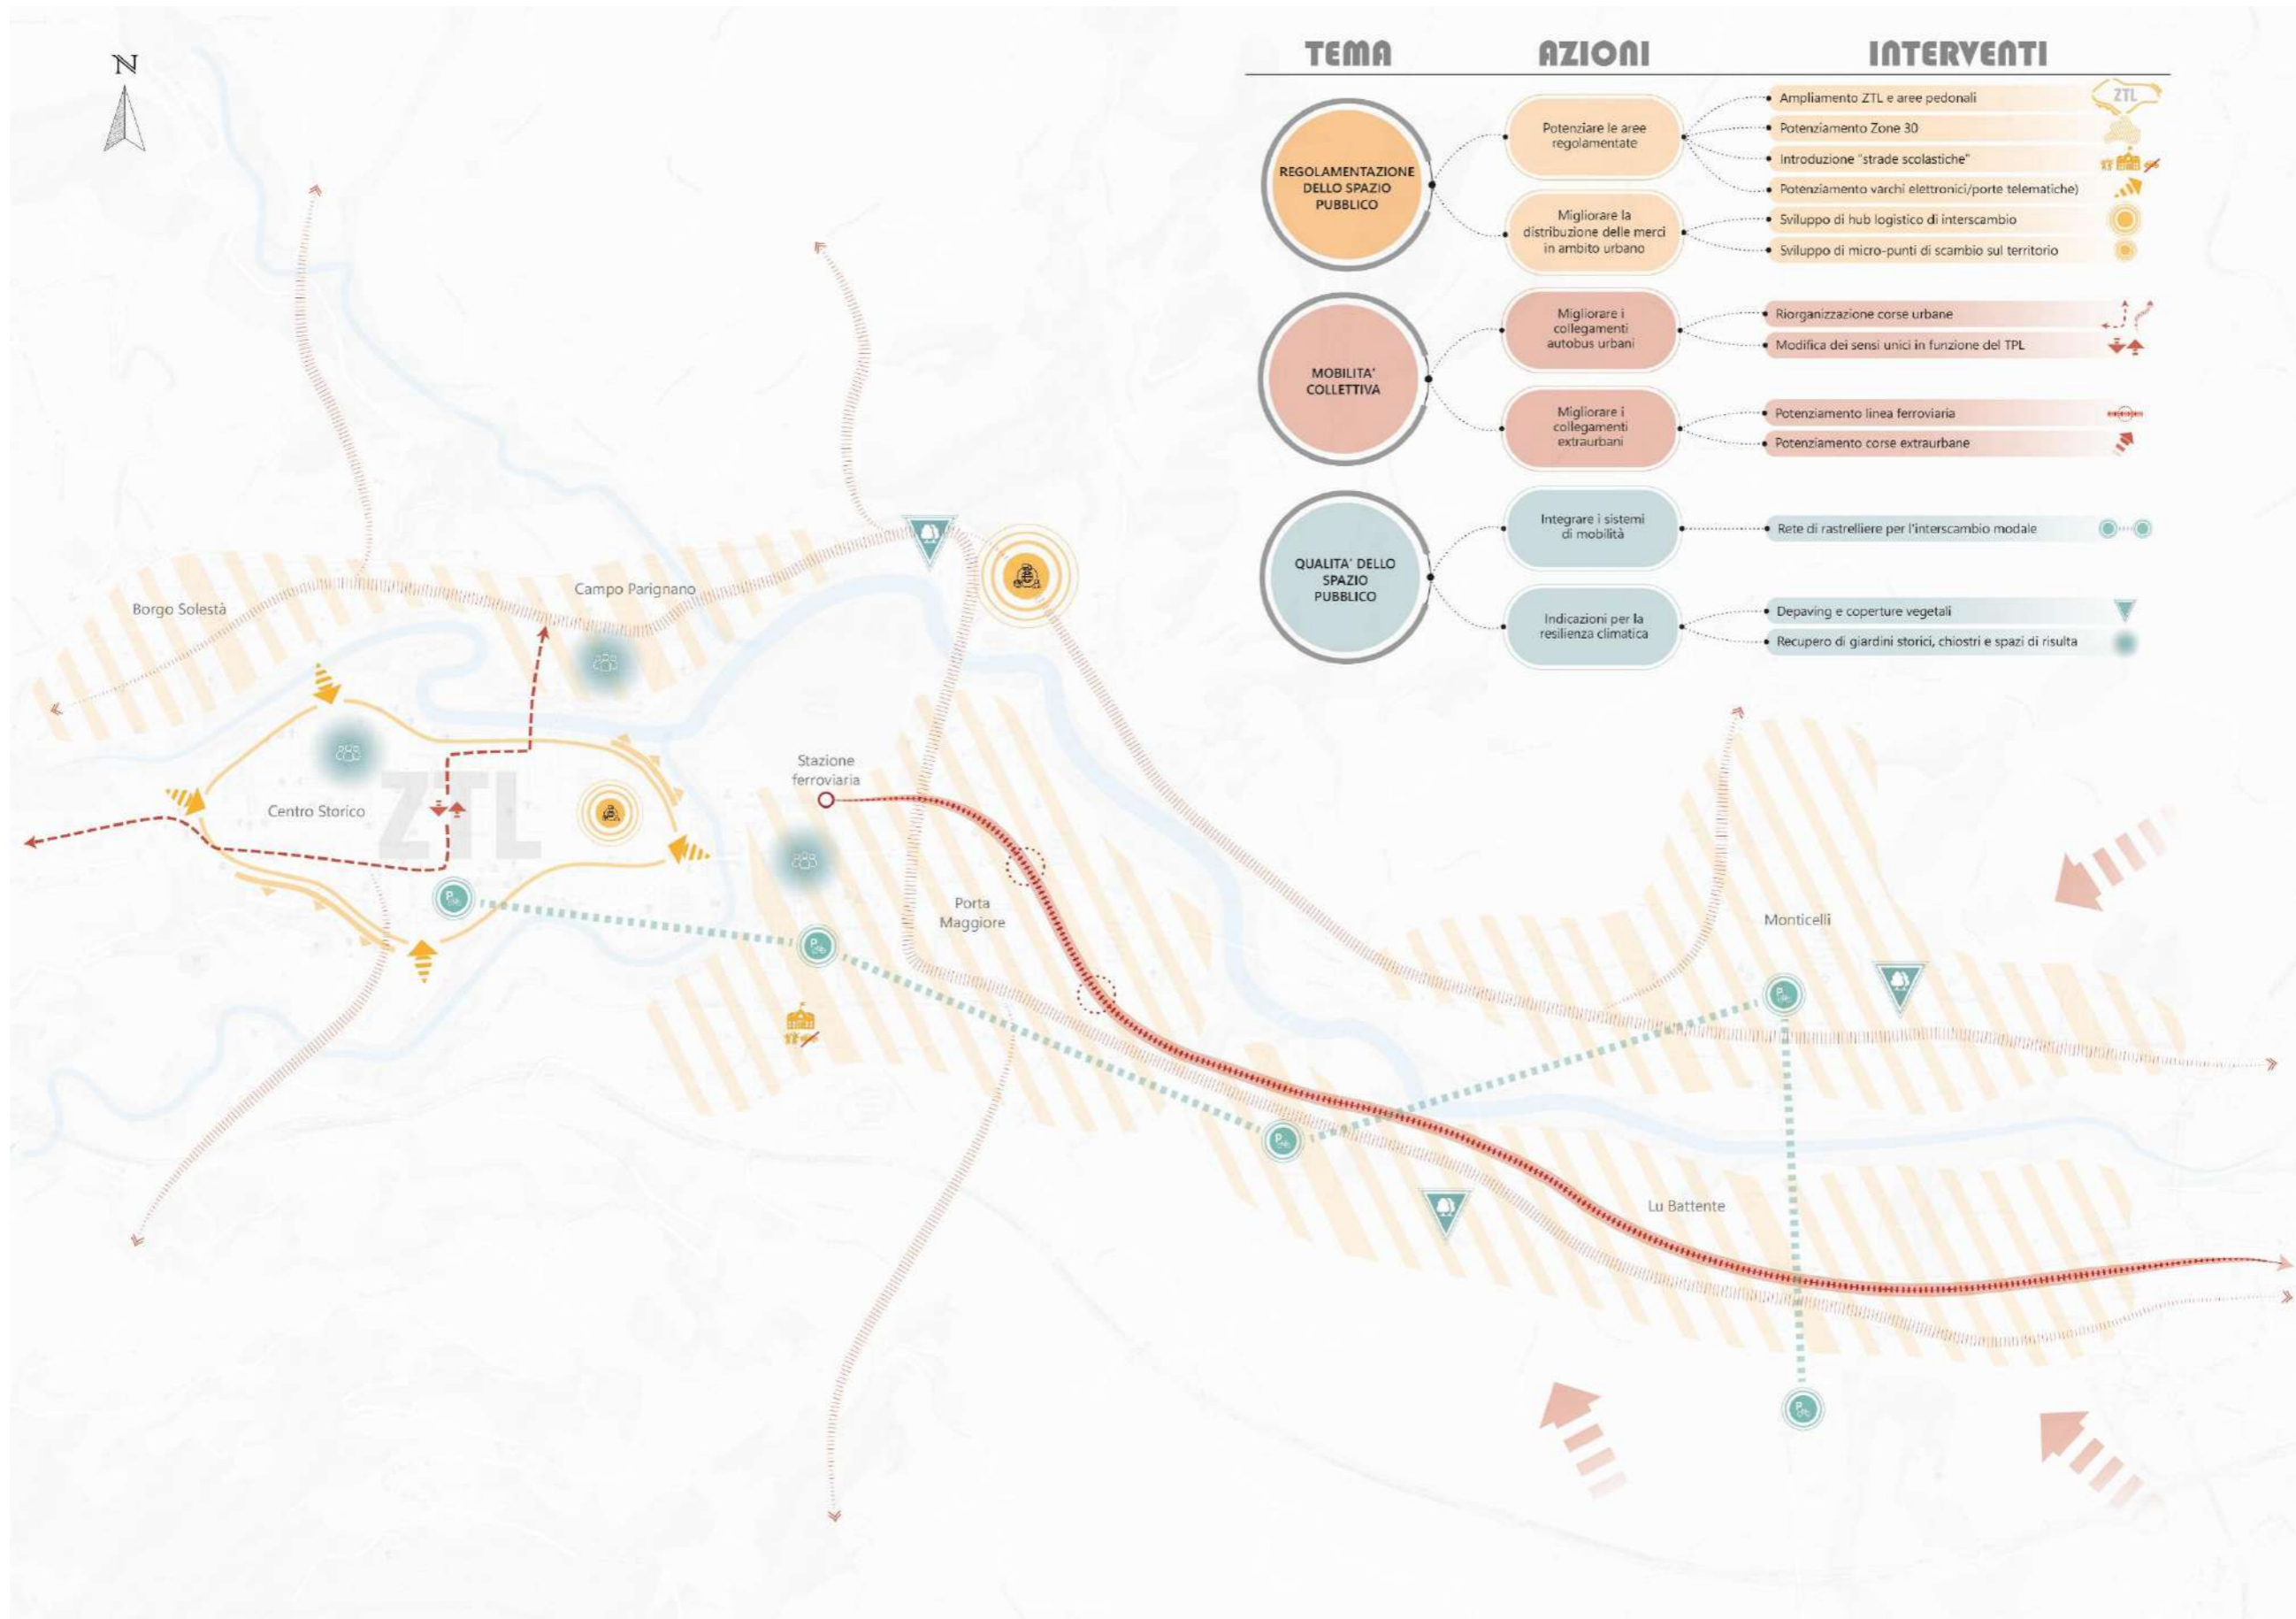 N
TEMA
AZIONI
INTERVENTI
REGOLAMENTAZIONE
DELLO SPAZIO
PUBBLICO
Potenziare le aree
regolamentate
Ampliamento ZTL e aree pedonali
ZTL
Potenziamento Zone 30
Introduzione "strade scolastiche"
Potenziamento varchi elettronici/porte telematiche)
Migliorare la
distribuzione delle merci
in ambito urbano
Sviluppo di hub logistico di interscambio
Sviluppo di micro-punti di scambio sul territorio
MOBILITA'
COLLETTIVA
Migliorare i
collegamenti
autobus urbani
Riorganizzazione corse urbane
Modifica dei sensi unici in funzione del TPL
Migliorare i
collegamenti
extraurbani
Potenziamento linea ferroviaria
Potenziamento corse extraurbane
QUALITA' DELLO
SPAZIO
PUBBLICO
Integrare i sistemi
di mobilità
Rete di rastrelliere per l'interscambio modale
Indicazioni per la
resilienza climatica
Depaving e coperture vegetali
Recupero di giardini storici, chiostri e spazi di risulta
Borgo Solestà
Campo Parignano
Stazione
ferroviaria
Centro Storico
ZTL
P
P
Porta
Maggiore
Monticelli
P
P
Lu Battente
P